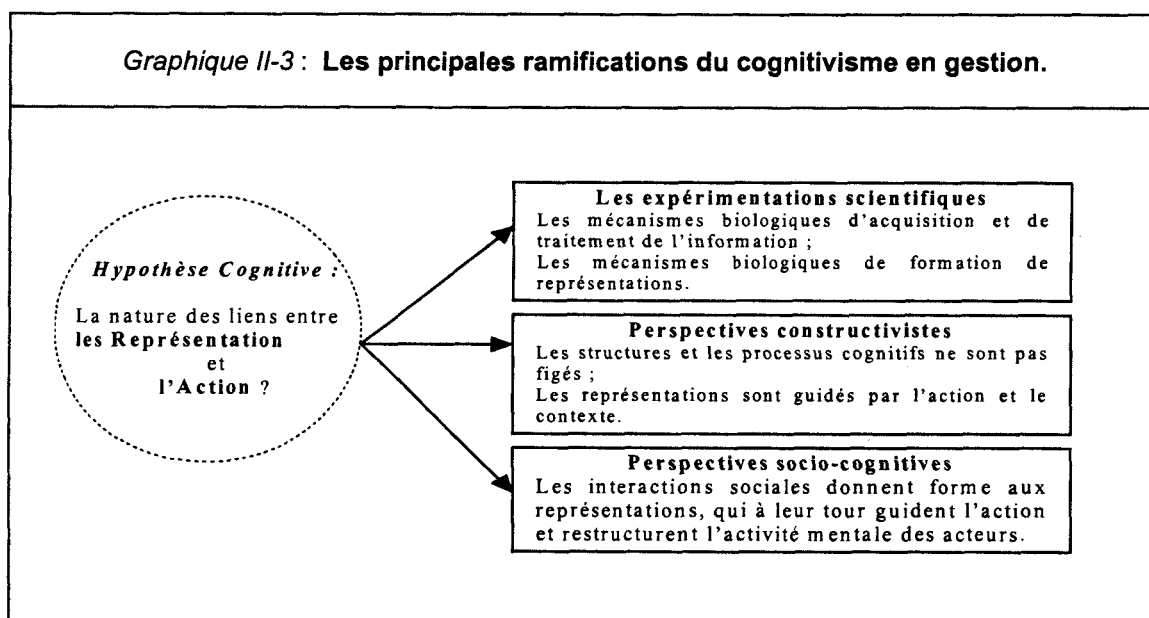 Graphique II-3 : Les principales ramifications du cognitivisme en gestion.
Hypothèse Cognitive :
La nature des liens entre
les Représentation
et
l'Action ?
Les expérimentations scientifiques
Les mécanismes biologiques d'acquisition et de
traitement de l'information ;
Les mécanismes biologiques de formation de
représentations.
Perspectives constructivistes
Les structures et les processus cognitifs ne sont pas
figés ;
Les représentations sont guidés par l'action et le
contexte.
Perspectives socio-cognitives
Les interactions sociales donnent forme aux
représentations, qui à leur tour guident l'action
et restructurent l'activité mentale des acteurs.